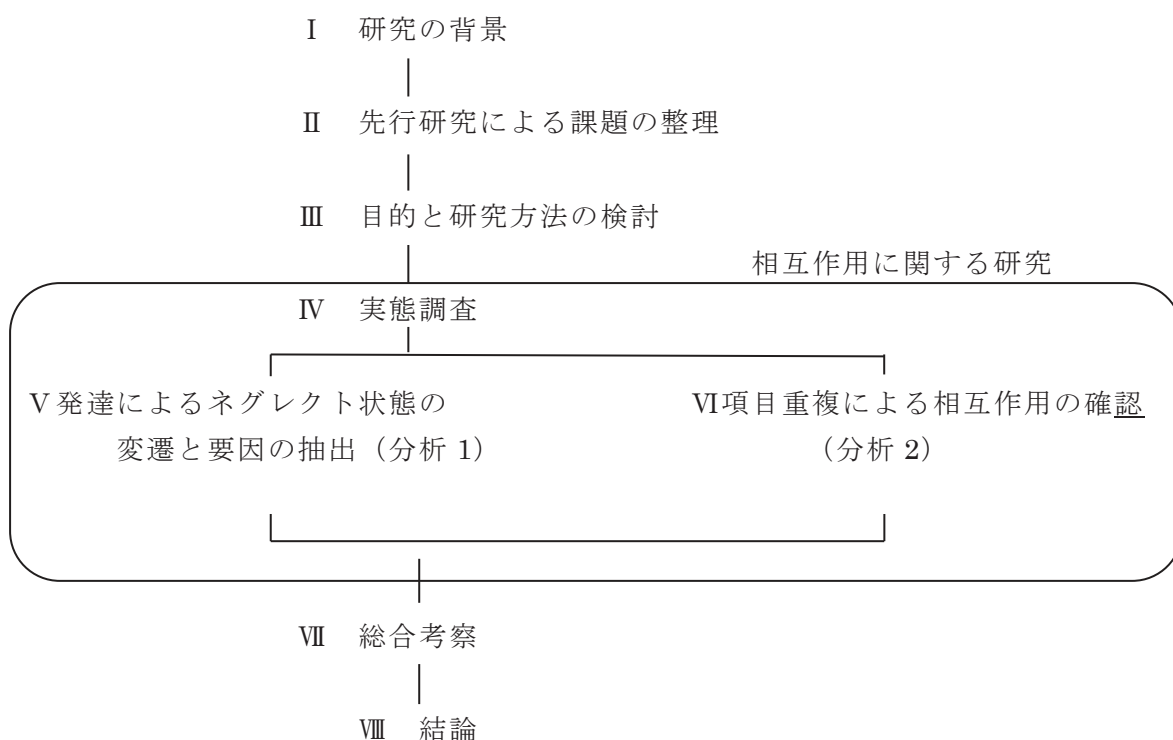 Ⅰ 研究の背景
Ⅱ 先行研究による課題の整理
Ⅲ 目的と研究方法の検討
相互作用に関する研究
Ⅳ 実態調査
Ⅴ発達によるネグレクト状態の
変遷と要因の抽出（分析 1）
Ⅵ項目重複による相互作用の確認
（分析 2）
Ⅶ 総合考察
Ⅷ 結論